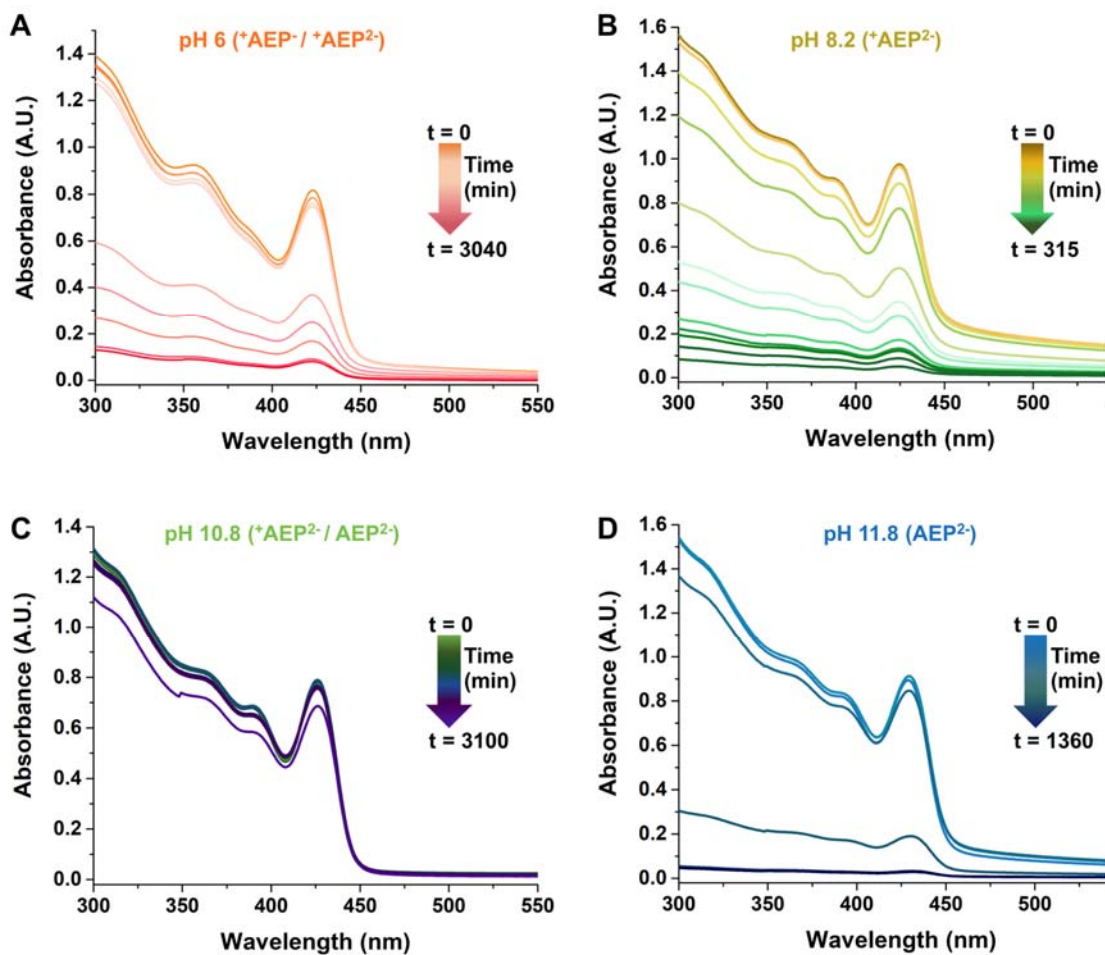 A
pH 6 (⁺AEP⁻ / ⁺AEP²⁻)
1.4
1.2
1.0
0.8
0.6
0.4
0.2
0.0
Absorbance (A.U.)
t = 0
Time
(min)
t = 3040
300 350 400 450 500 550
Wavelength (nm)
B
pH 8.2 (⁺AEP²⁻)
1.6
1.4
1.2
1.0
0.8
0.6
0.4
0.2
0.0
Absorbance (A.U.)
t = 0
Time
(min)
t = 315
300 350 400 450 500
Wavelength (nm)
C
pH 10.8 (⁺AEP²⁻ / AEP²⁻)
1.4
1.2
1.0
0.8
0.6
0.4
0.2
0.0
Absorbance (A.U.)
t = 0
Time
(min)
t = 3100
300 350 400 450 500 550
Wavelength (nm)
D
pH 11.8 (AEP²⁻)
1.6
1.4
1.2
1.0
0.8
0.6
0.4
0.2
0.0
Absorbance (A.U.)
t = 0
Time
(min)
t = 1360
300 350 400 450 500
Wavelength (nm)